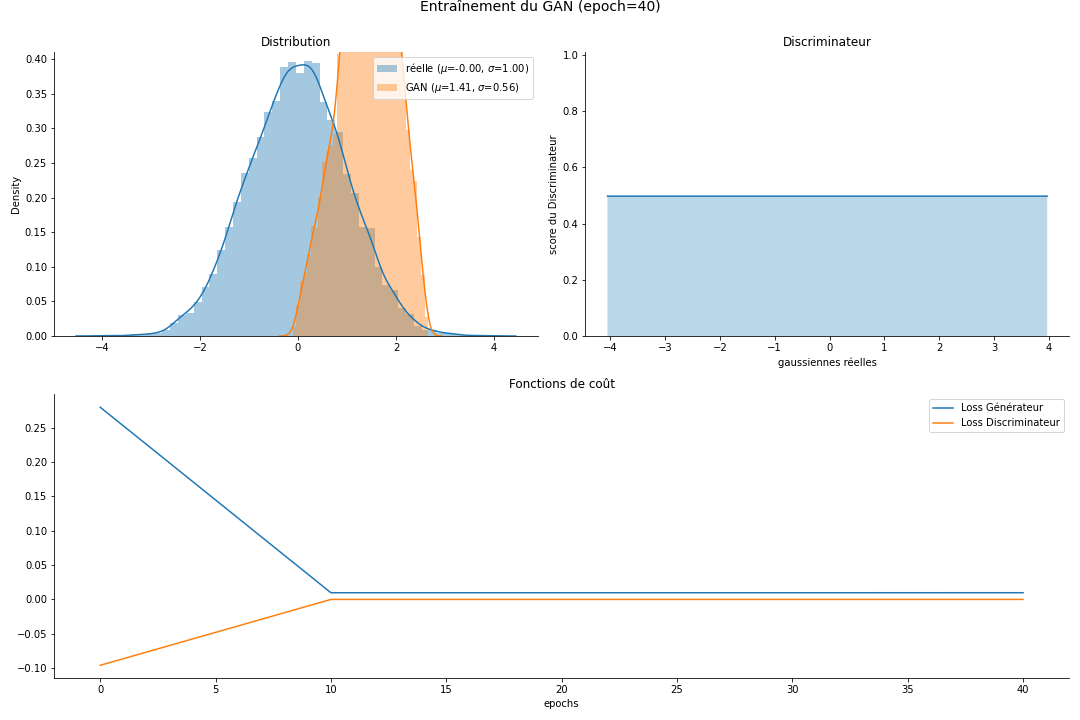 Entraînement du GAN (epoch=40)
Distribution
réelle (μ=-0.00, σ=1.00)
GAN (μ=1.41, σ=0.56)
Density
0.40
0.35
0.30
0.25
0.20
0.15
0.10
0.05
0.00
−4 −2 0 2 4
Discriminateur
score du Discriminateur
1.0
0.8
0.6
0.4
0.2
0.0
−4 −3 −2 −1 0 1 2 3 4
gaussiennes réelles
Fonctions de coût
Loss Générateur
Loss Discriminateur
0.25
0.20
0.15
0.10
0.05
0.00
−0.05
−0.10
0 5 10 15 20 25 30 35 40
epochs